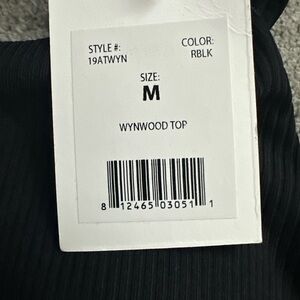 STYLE #: COLOR:
19ATWYN RBLK
SIZE:
M
WYNWOOD TOP
8 12465 03051 1